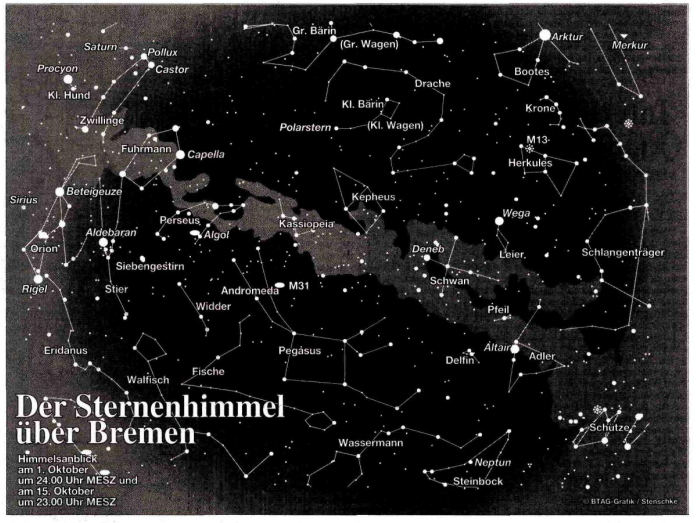 Gr. Bärin
(Gr. Wagen)
Arktur
Merkur
Saturn
Pollux
Castor
Procyon
Kl. Hund
Bootes
Drache
Zwillinge
Kl. Bärin
(Kl. Wagen)
Krone
Polarstern
Fuhrmann
Capella
M13
Herkules
Sirius
Beteigeuze
Kepheus
Perseus
Kassiopeia
Wega
Aldebaran
Algol
Orion
Deneb
Leier
Schlangenträger
Siebengestirn
Rigel
Stier
Andromeda
M31
Schwan
Widder
Pfeil
Eridanus
Pegasus
Altair
Delfin
Adler
Walfisch
Fische
Der Sternenhimmel
über Bremen
Schütze
Wassermann
Himmelsanblick
am 1. Oktober
um 24.00 Uhr MESZ und
am 15. Oktober
um 23.00 Uhr MESZ
Neptun
Steinbock
© BTAG-Grafik / Stenschke